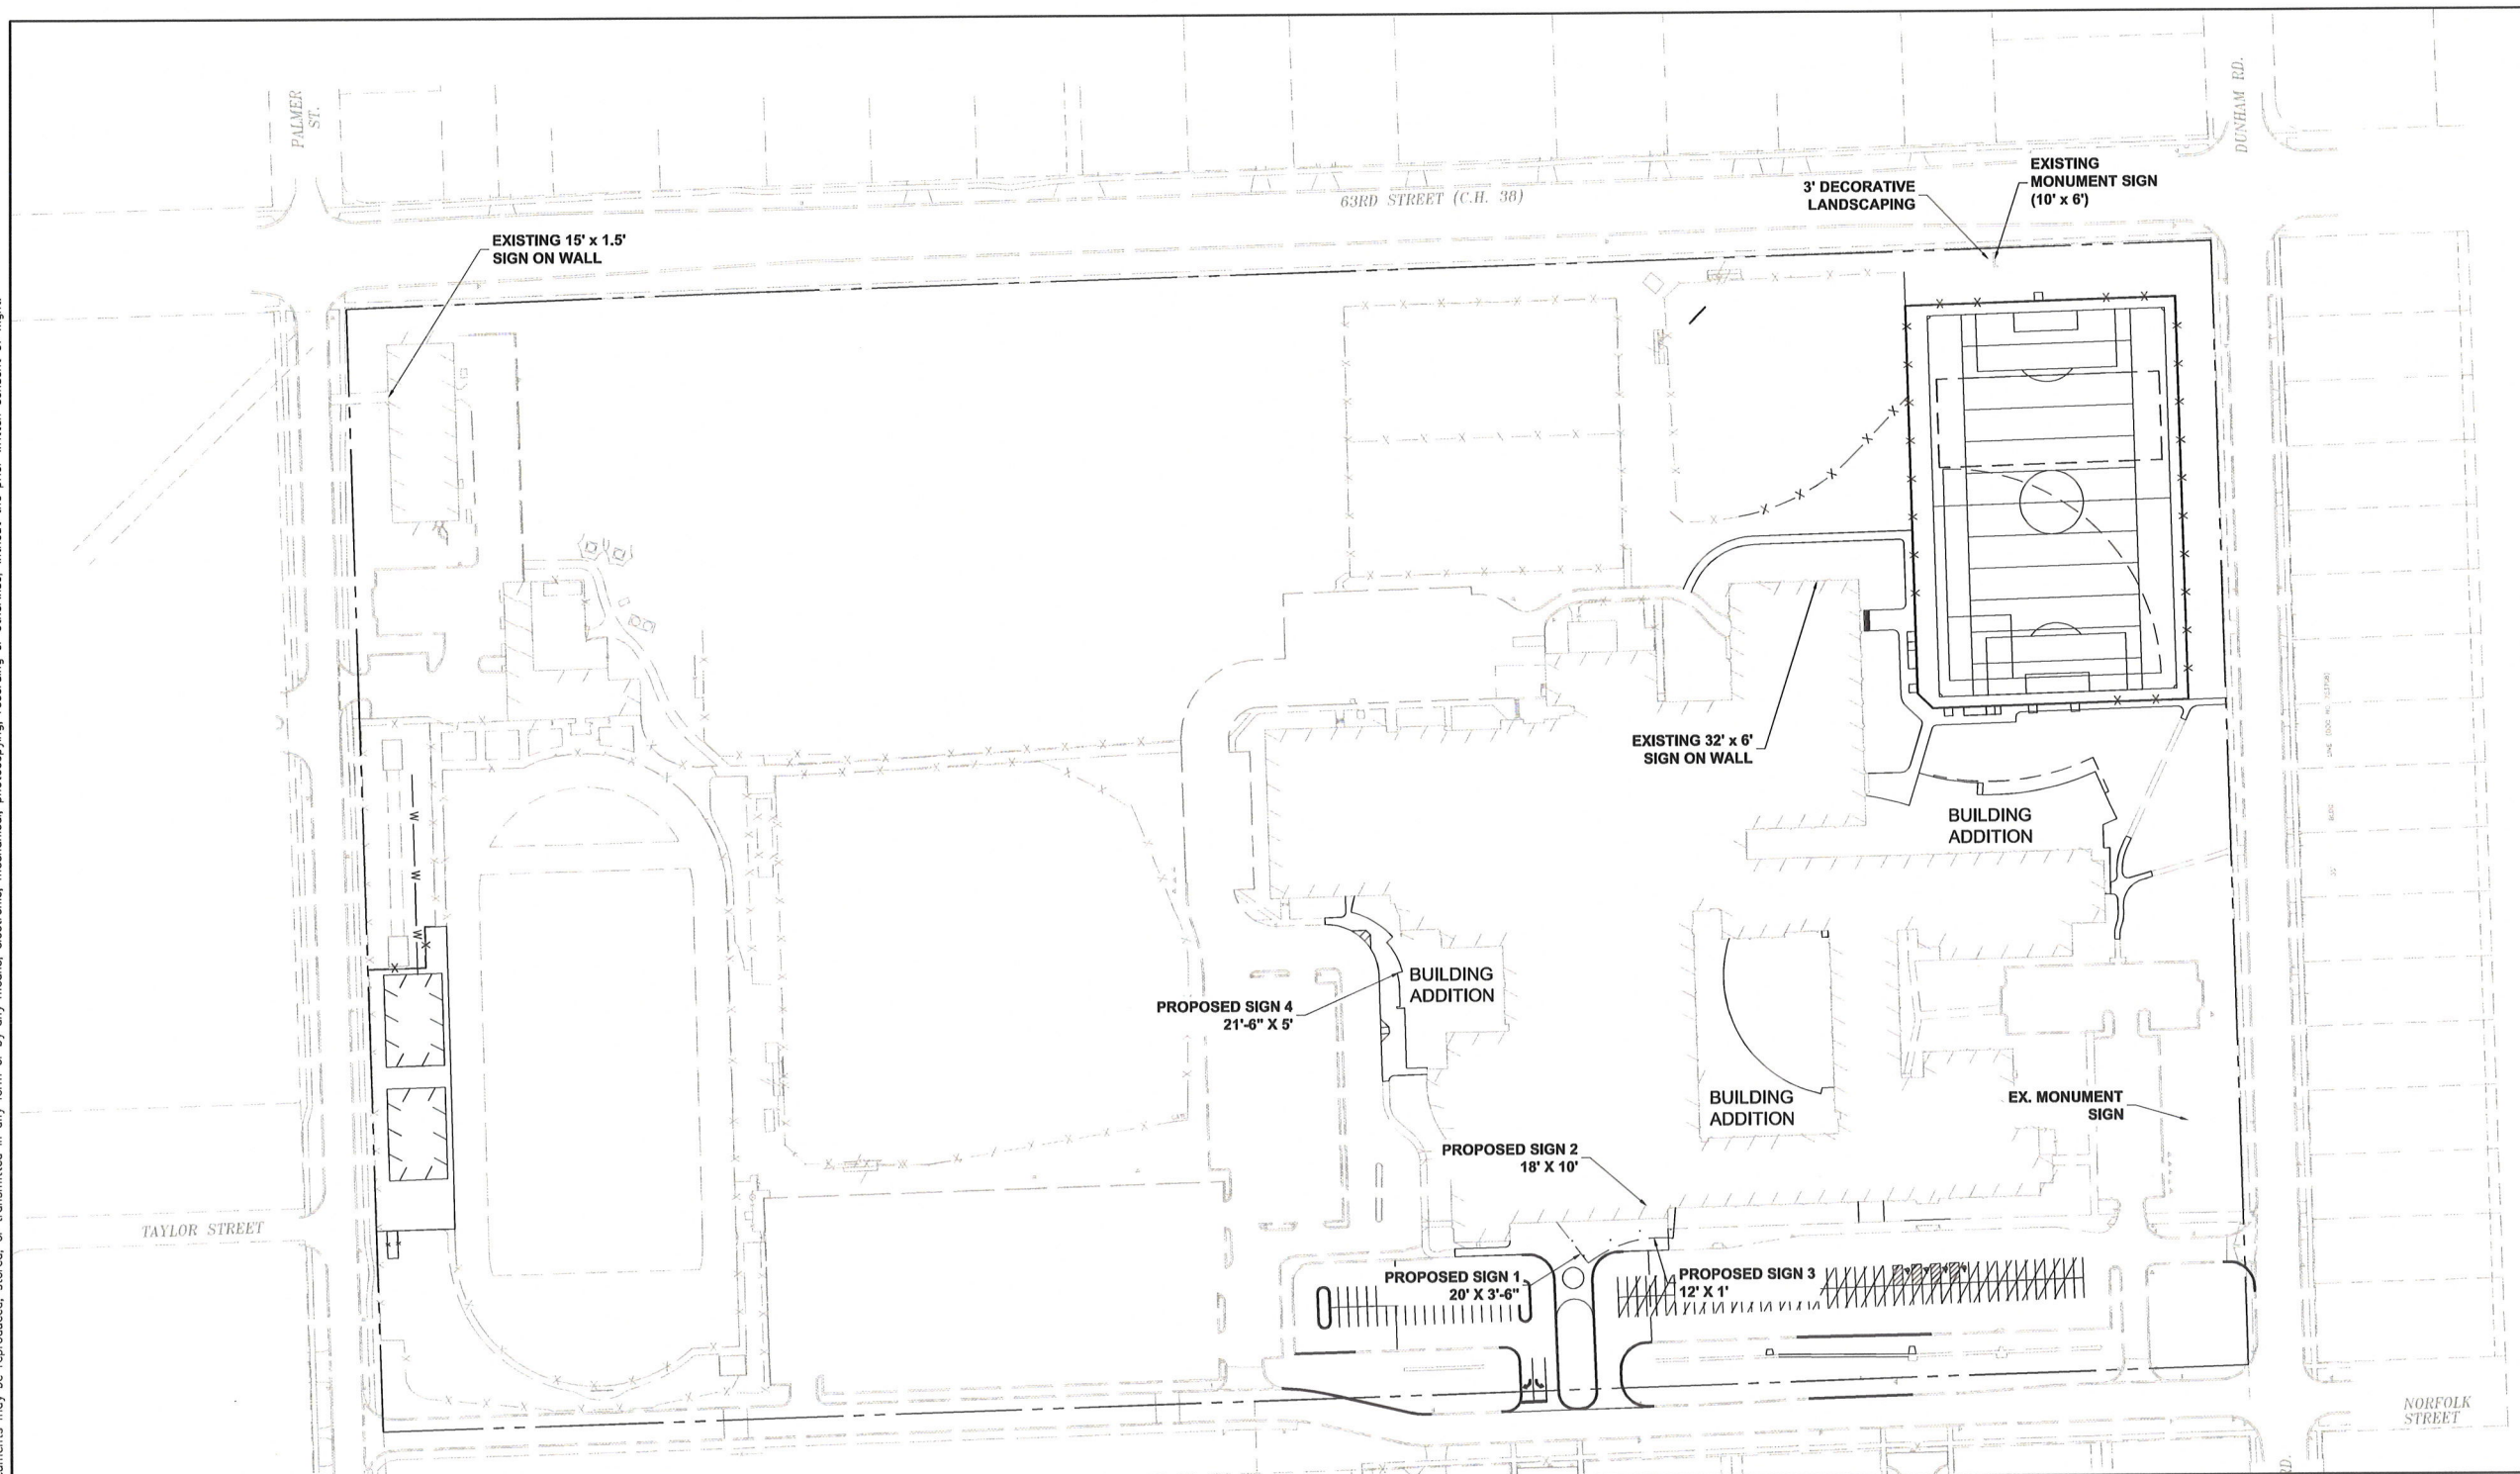 PALMER
ST.
DUNHAM RD.
63RD STREET (C.H. 38)
3' DECORATIVE
LANDSCAPING
EXISTING
MONUMENT SIGN
(10' x 6')
EXISTING 15' x 1.5'
SIGN ON WALL
EXISTING 32' x 6'
SIGN ON WALL
BUILDING
ADDITION
W
W
W
BUILDING
ADDITION
PROPOSED SIGN 4
21'-6" X 5'
BUILDING
ADDITION
EX. MONUMENT
SIGN
PROPOSED SIGN 2
18' X 10'
TAYLOR STREET
PROPOSED SIGN 1
20' X 3'-6"
PROPOSED SIGN 3
12' X 1'
NORFOLK
STREET
RD.